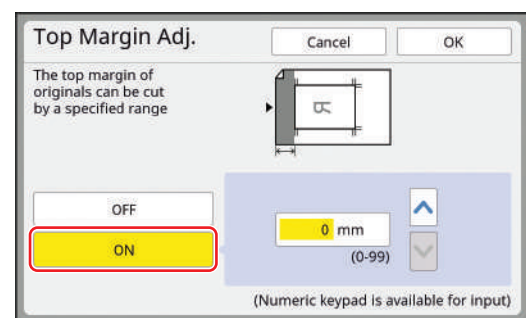 Top Margin Adj.
Cancel
OK
The top margin of
originals can be cut
by a specified range
R
OFF
ON
0 mm
(0-99)
(Numeric keypad is available for input)